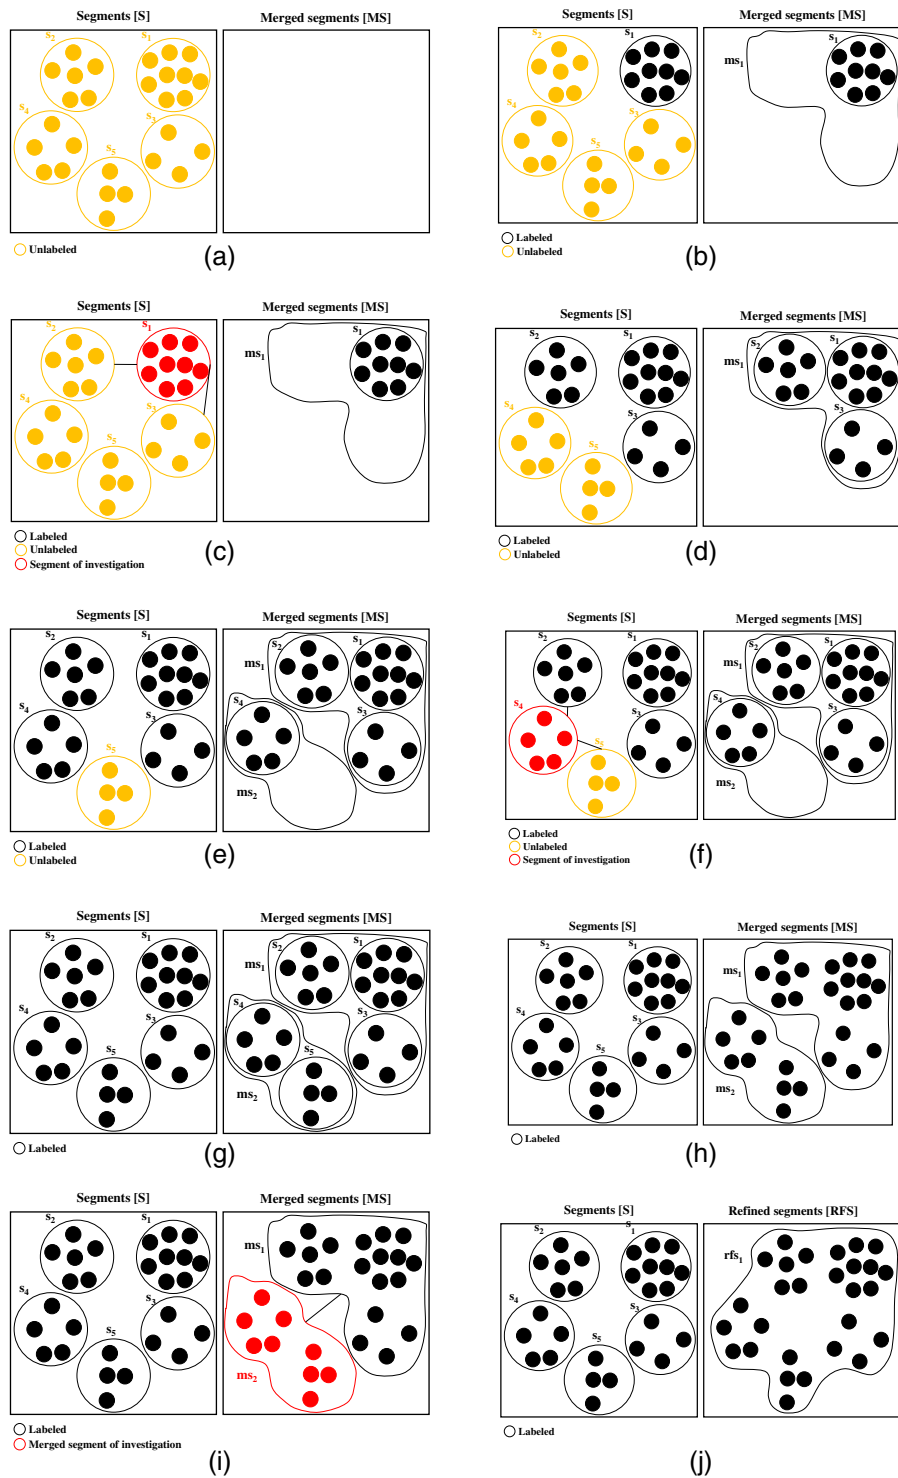 Segments [S] Merged segments [MS]
s2 s1
s4 s3
s5
Unlabeled
(a)
Segments [S] Merged segments [MS]
s2 s1 ms1
s4 s3
s5
Labeled
Unlabeled
(b)
Segments [S] Merged segments [MS]
s2 s1 s1
ms1
s4 s3
s5
Labeled
Unlabeled
Segment of investigation
(c)
Segments [S] Merged segments [MS]
s2 s1 s2 s1
ms1
s4 s3 s3
s5
Labeled
Unlabeled
(d)
Segments [S] Merged segments [MS]
s2 s1 s2 s1
ms1
s4 s3 s4 s3
s5
ms2
Labeled
Unlabeled
(e)
Segments [S] Merged segments [MS]
s2 s1 s2 s1
ms1
s4 s3 s4 s3
s5
ms2
Labeled
Unlabeled
Segment of investigation
(f)
Segments [S] Merged segments [MS]
s2 s1 s2 s1
ms1
s4 s3 s4 s3
s5 s5
ms2
Labeled
(g)
Segments [S] Merged segments [MS]
s2 s1
ms1
s4 s3
s5
ms2
Labeled
(h)
Segments [S] Merged segments [MS]
s2 s1
ms1
s4 s3
s5
ms2
Labeled
Merged segment of investigation
(i)
Segments [S] Refined segments [RFS]
s2 s1
rfs1
s4 s3
s5
Labeled
(j)